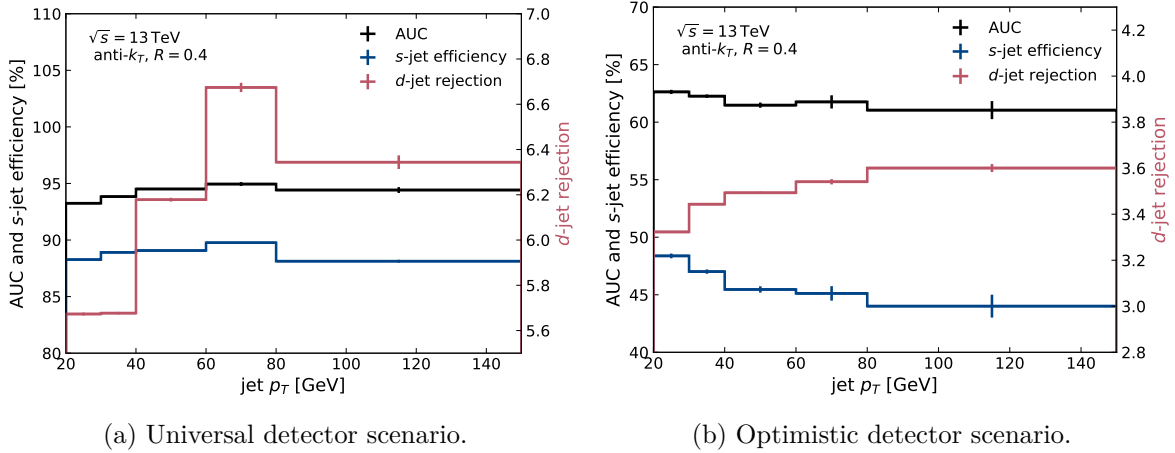 √s = 13 TeV
anti-k_T, R = 0.4
AUC
s-jet efficiency
d-jet rejection
AUC and s-jet efficiency [%]
110
105
100
95
90
85
80
20 40 60 80 100 120 140
jet p_T [GeV]
7.0
6.8
6.6
6.4
6.2
6.0
5.8
5.6
d-jet rejection
(a) Universal detector scenario.
√s = 13 TeV
anti-k_T, R = 0.4
AUC
s-jet efficiency
d-jet rejection
AUC and s-jet efficiency [%]
70
65
60
55
50
45
40
20 40 60 80 100 120 140
jet p_T [GeV]
4.2
4.0
3.8
3.6
3.4
3.2
3.0
2.8
d-jet rejection
(b) Optimistic detector scenario.